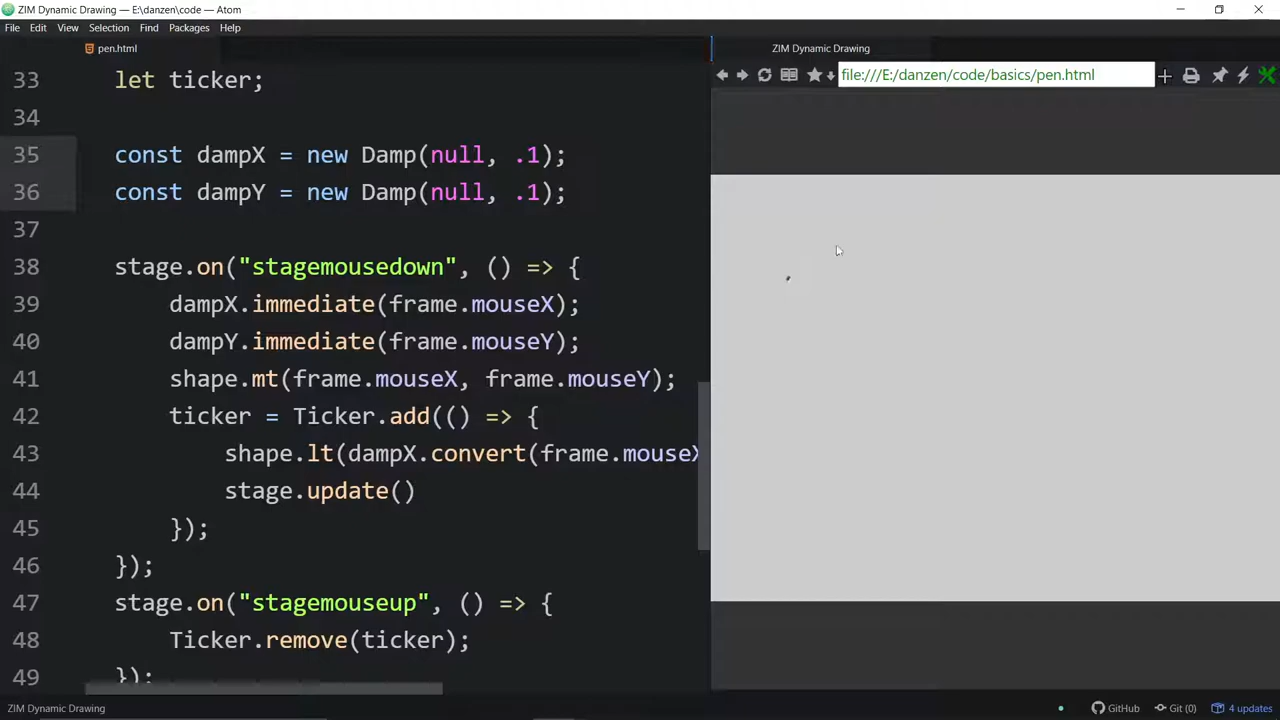 ZIM Dynamic Drawing — E:\danzen\code — Atom
File Edit View Selection Find Packages Help
pen.html
ZIM Dynamic Drawing
file:///E:/danzen/code/basics/pen.html
33 let ticker;
34
35 const dampX = new Damp(null, .1);
36 const dampY = new Damp(null, .1);
37
38 stage.on("stagemousedown", () => {
39 dampX.immediate(frame.mouseX);
40 dampY.immediate(frame.mouseY);
41 shape.mt(frame.mouseX, frame.mouseY);
42 ticker = Ticker.add(() => {
43 shape.lt(dampX.convert(frame.mouseX
44 stage.update()
45 });
46 });
47 stage.on("stagemouseup", () => {
48 Ticker.remove(ticker);
49 });
ZIM Dynamic Drawing
GitHub Git (0) 4 updates